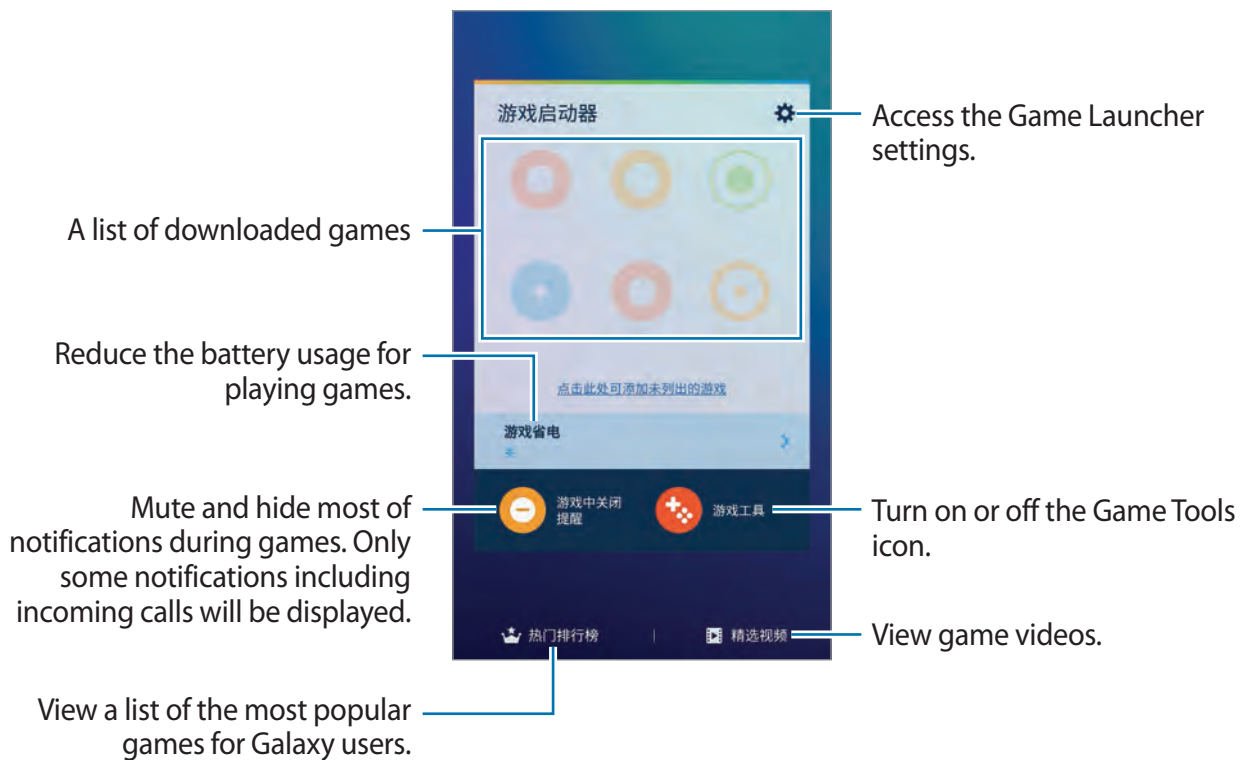 游戏启动器
Access the Game Launcher
settings.
A list of downloaded games
Reduce the battery usage for
playing games.
点击此处可添加未列出的游戏
游戏省电
关
Mute and hide most of
notifications during games. Only
some notifications including
incoming calls will be displayed.
游戏中关闭
提醒
游戏工具
Turn on or off the Game Tools
icon.
热门排行榜
精选视频
View game videos.
View a list of the most popular
games for Galaxy users.